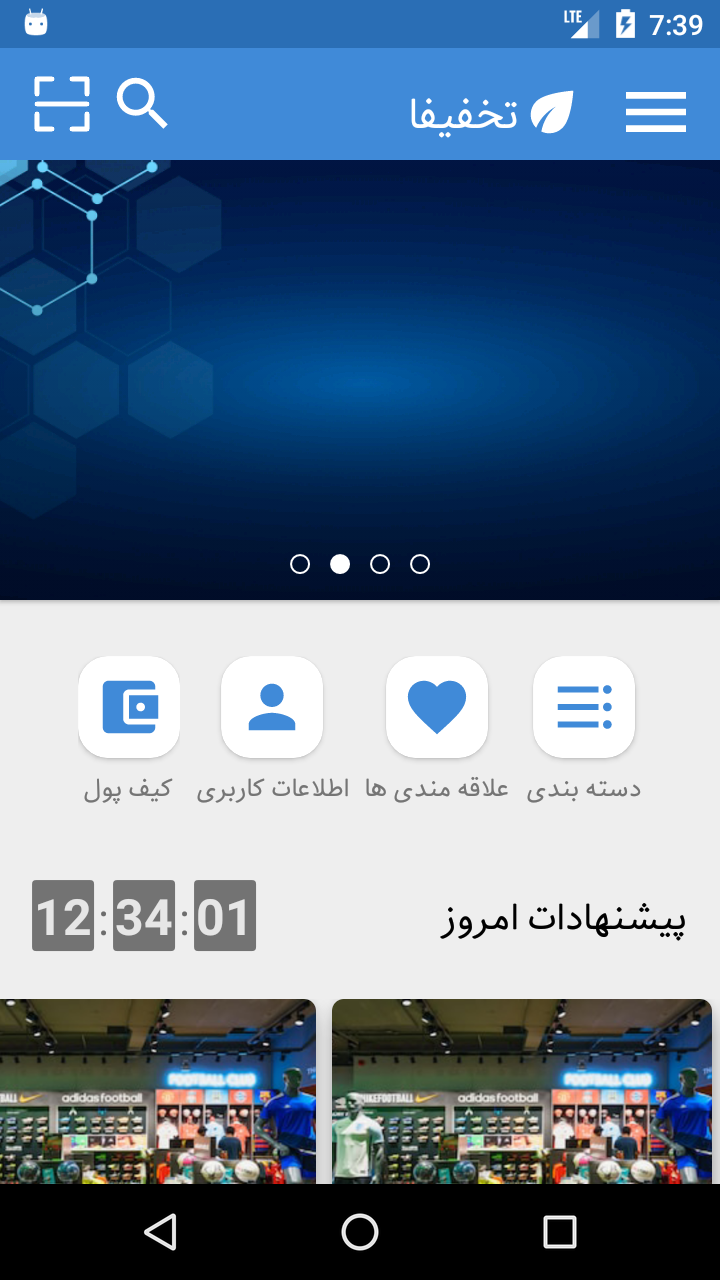 LTE 7:39
تخفیفا
دسته بندی
علاقه مندی ها
اطلاعات کاربری
کیف پول
پیشنهادات امروز
12:34:01
FOOTBALL CLUB
adidas football
FOOTBALL CLUB
NIKEFOOTBALL
adidas football